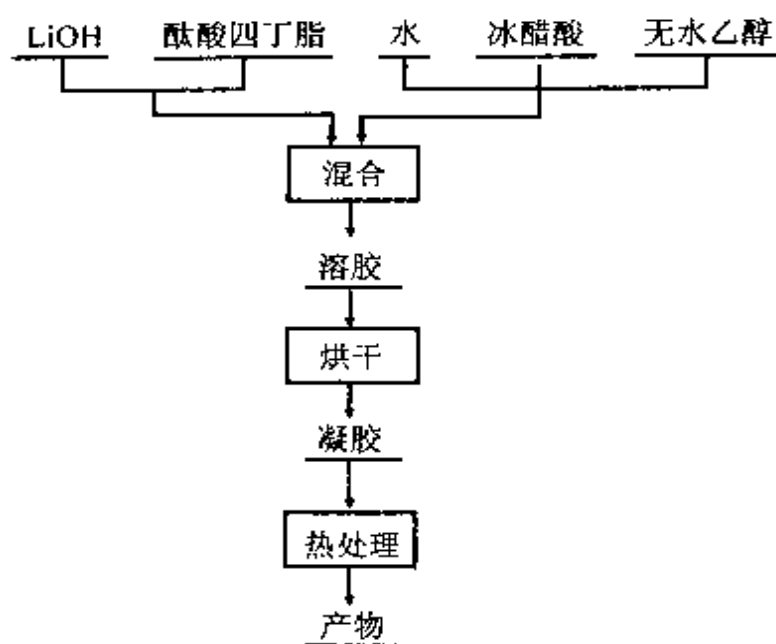 LiOH 酞酸四丁脂 水 冰醋酸 无水乙醇
混合
溶胶
烘干
凝胶
热处理
产物